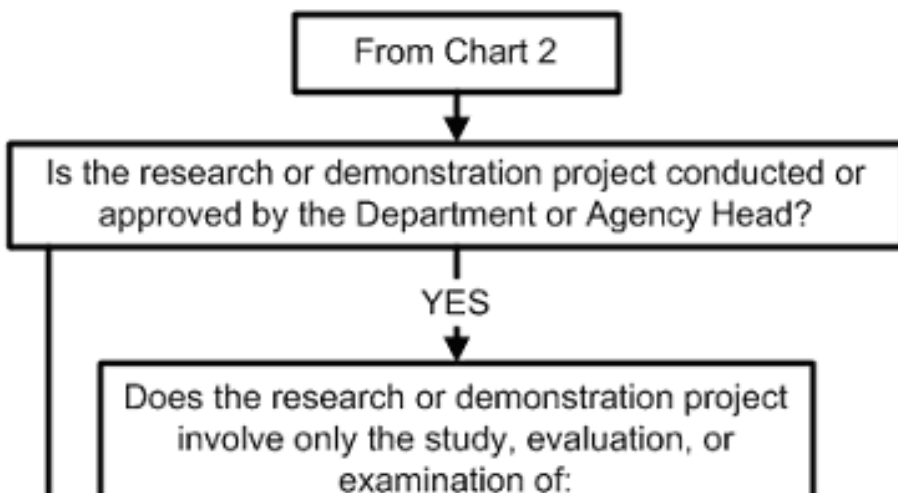 From Chart 2
Is the research or demonstration project conducted or
approved by the Department or Agency Head?
YES
Does the research or demonstration project
involve only the study, evaluation, or
examination of: